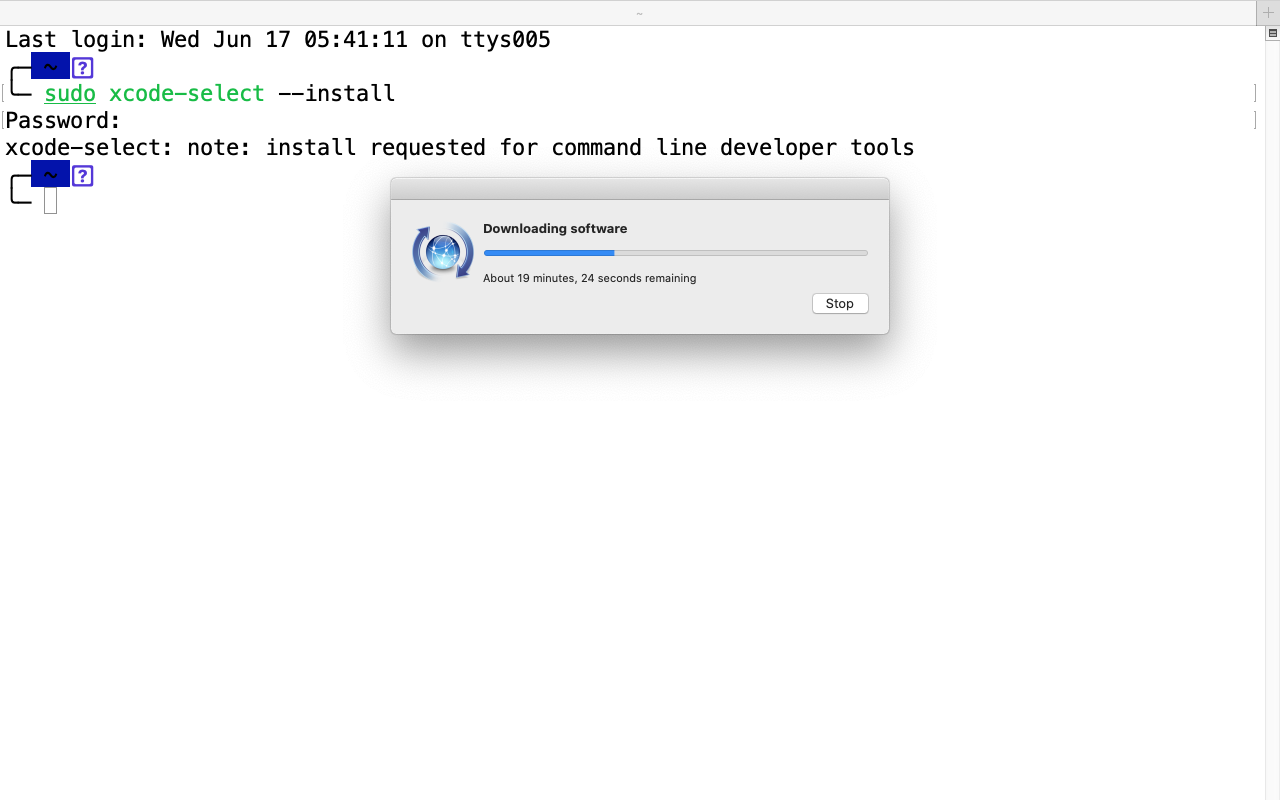 ~
Last login: Wed Jun 17 05:41:11 on ttys005
~ ?
sudo xcode-select --install
Password:
xcode-select: note: install requested for command line developer tools
~ ?
Downloading software
About 19 minutes, 24 seconds remaining
Stop